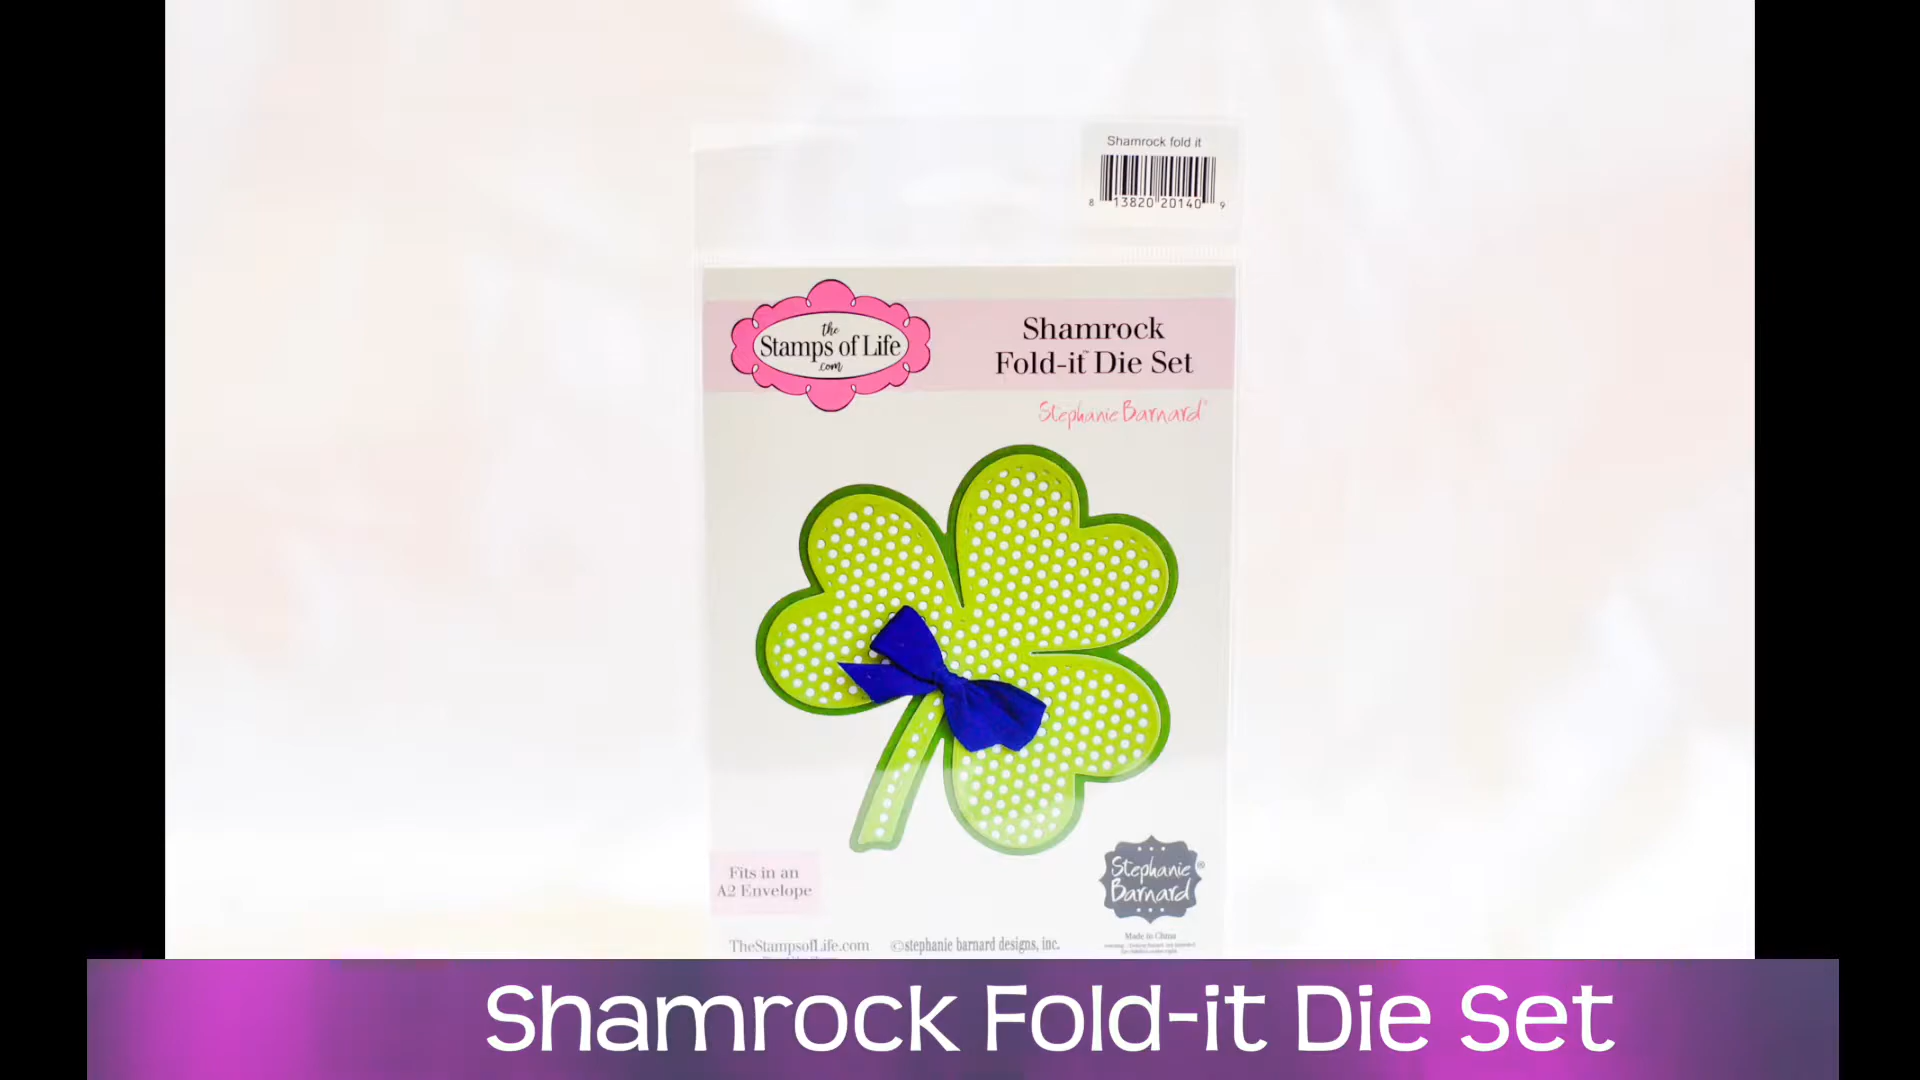 Shamrock fold it
8 13820 20140 9
the
Stamps of Life
.com
Shamrock
Fold-it™ Die Set
Stephanie Barnard®
Fits in an
A2 Envelope
Stephanie
Barnard®
Made in China
TheStampsofLife.com ©stephanie barnard designs, inc.
Shamrock Fold-it Die Set